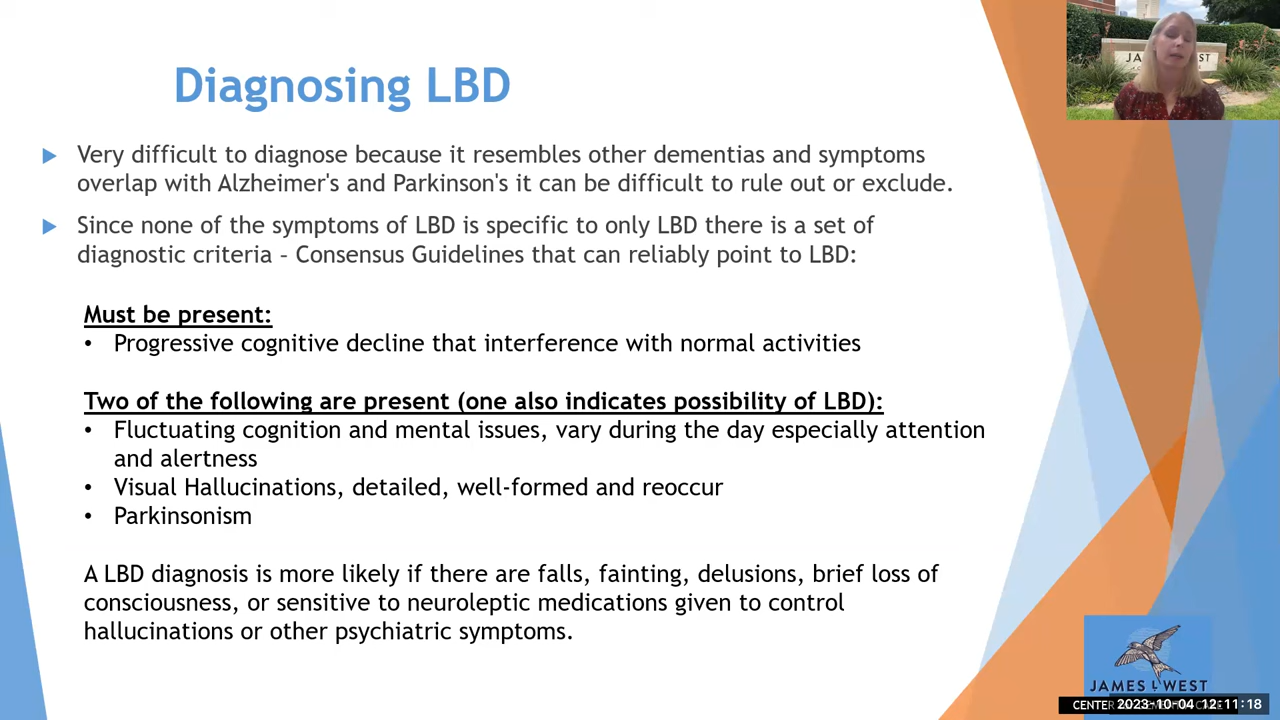 Diagnosing LBD
Very difficult to diagnose because it resembles other dementias and symptoms
overlap with Alzheimer's and Parkinson's it can be difficult to rule out or exclude.
Since none of the symptoms of LBD is specific to only LBD there is a set of
diagnostic criteria – Consensus Guidelines that can reliably point to LBD:
Must be present:
• Progressive cognitive decline that interference with normal activities
Two of the following are present (one also indicates possibility of LBD):
• Fluctuating cognition and mental issues, vary during the day especially attention
and alertness
• Visual Hallucinations, detailed, well-formed and reoccur
• Parkinsonism
A LBD diagnosis is more likely if there are falls, fainting, delusions, brief loss of
consciousness, or sensitive to neuroleptic medications given to control
hallucinations or other psychiatric symptoms.
JAMES L WEST
CENTER
2023-10-04 12:11:18